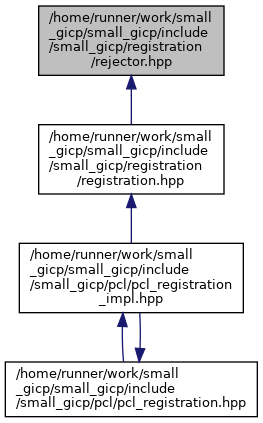 /home/runner/work/small
_gicp/small_gicp/include
/small_gicp/registration
/rejector.hpp
/home/runner/work/small
_gicp/small_gicp/include
/small_gicp/registration
/registration.hpp
/home/runner/work/small
_gicp/small_gicp/include
/small_gicp/pcl/pcl_registration
_impl.hpp
/home/runner/work/small
_gicp/small_gicp/include
/small_gicp/pcl/pcl_registration.hpp